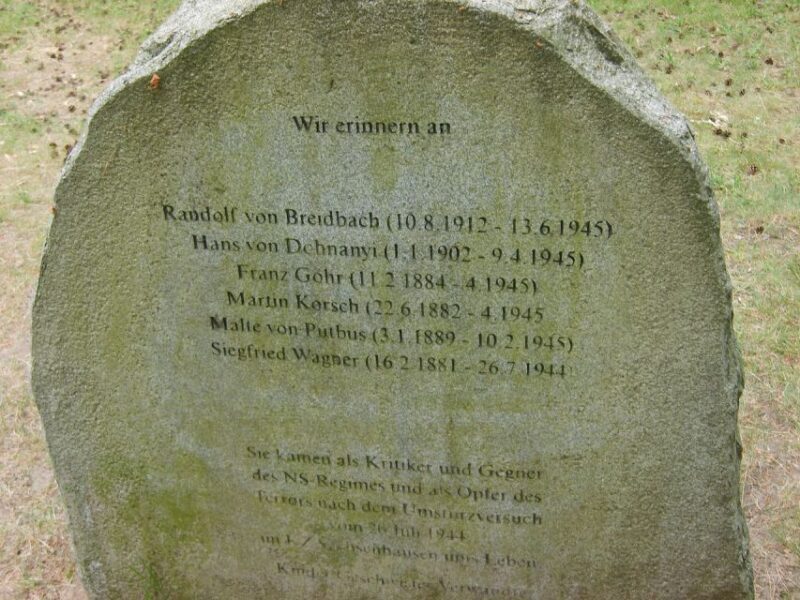 Wir erinnern an
Randolf von Breidbach (10.8.1912 - 13.6.1945)
Hans von Dohnanyi (1.1.1902 - 9.4.1945)
Franz Gohr (11.2.1884 - .4.1945)
Martin Korsch (22.6.1882 - 4.1945
Malte von Putbus (3.1.1889 - 10.2.1945)
Siegfried Wagner (16.2.1881 - 26.7.1944
Sie kamen als Kritiker und Gegner
des NS-Regimes und als Opfer des
Terrors nach dem Umsturzversuch
vom Juli 1944
im KZ Sachsenhausen ums Leben
Verwandte